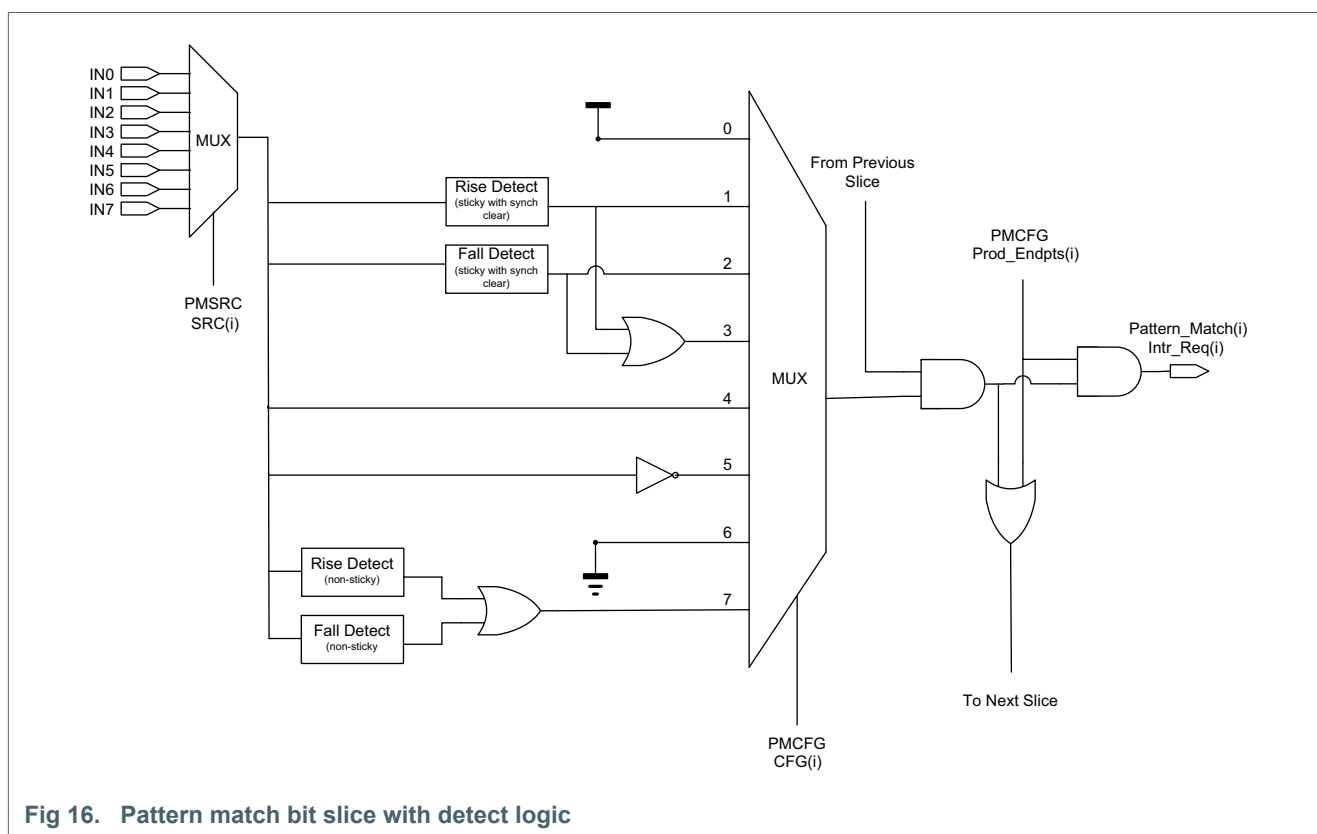 IN0
IN1
IN2
IN3
IN4
IN5
IN6
IN7
MUX
PMSRC
SRC(i)
Rise Detect
(sticky with synch
clear)
Fall Detect
(sticky with synch
clear)
Rise Detect
(non-sticky)
Fall Detect
(non-sticky
0
1
2
3
4
5
6
7
MUX
PMCFG
CFG(i)
From Previous
Slice
PMCFG
Prod_Endpts(i)
Pattern_Match(i)
Intr_Req(i)
To Next Slice
Fig 16. Pattern match bit slice with detect logic